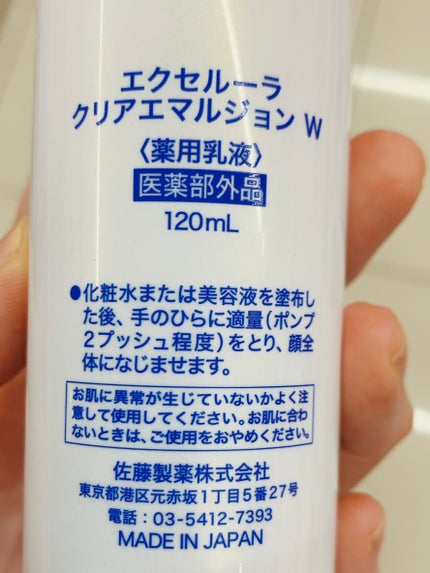 エクセルーラ
クリアエマルジョン W
〈薬用乳液〉
医薬部外品
120mL
●化粧水または美容液を塗布し
た後、手のひらに適量(ポンプ
2プッシュ程度)をとり、顔全
体になじませます。
お肌に異常が生じていないかよく注
意して使用してください。お肌に合わ
ないときは、ご使用をおやめください。
佐藤製薬株式会社
東京都港区元赤坂1丁目5番27号
電話:03-5412-7393
MADE IN JAPAN